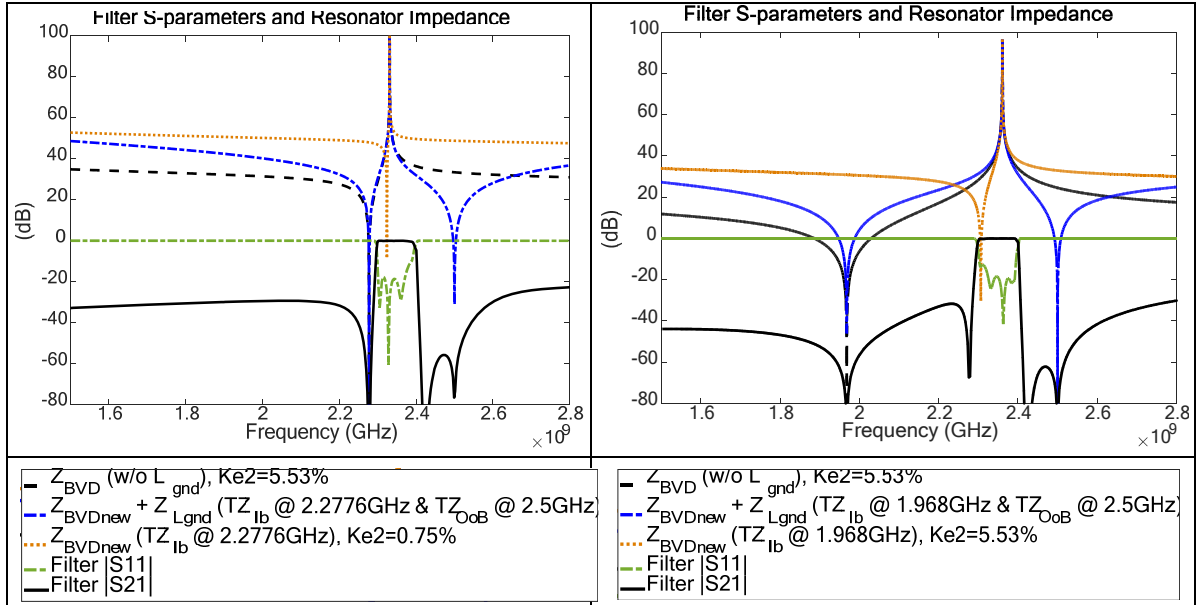 Filter S-parameters and Resonator Impedance
100
80
60
40
20
0
-20
-40
-60
-80
(dB)
1.6
1.8
2
2.2
2.4
2.6
2.8
Frequency (GHz)
×10⁹
Filter S-parameters and Resonator Impedance
100
80
60
40
20
0
-20
-40
-60
-80
(dB)
1.6
1.8
2
2.2
2.4
2.6
2.8
Frequency (GHz)
×10⁹
Z_BVD (w/o L_gnd), Ke2=5.53%
Z_BVDnew + Z_Lgnd (TZ_Ib @ 2.2776GHz & TZ_OoB @ 2.5GHz)
Z_BVDnew (TZ_Ib @ 2.2776GHz), Ke2=0.75%
Filter |S11|
Filter |S21|
Z_BVD (w/o L_gnd), Ke2=5.53%
Z_BVDnew + Z_Lgnd (TZ_Ib @ 1.968GHz & TZ_OoB @ 2.5GHz)
Z_BVDnew (TZ_Ib @ 1.968GHz), Ke2=5.53%
Filter |S11|
Filter |S21|